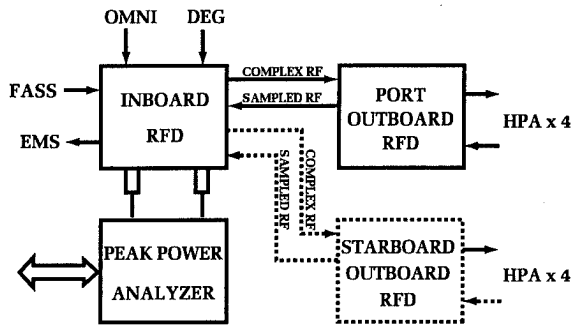 OMNI
DEG
FASS
EMS
INBOARD
RFD
COMPLEX RF
SAMPLED RF
PORT
OUTBOARD
RFD
HPA x 4
COMPLEX RF
SAMPLED RF
PEAK POWER
ANALYZER
STARBOARD
OUTBOARD
RFD
HPA x 4